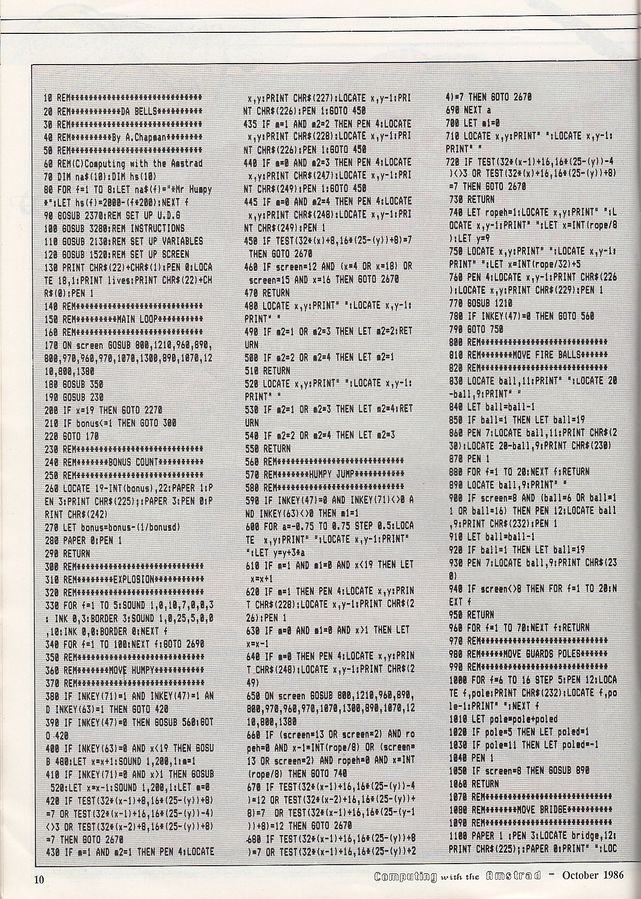 10 REM*************************
20 REM**********DA BELLS*********
30 REM*************************
40 REM********By A.Chapman*******
50 REM*************************
60 REM(C)Computing with the Amstrad
70 DIM na$(10):DIM hs(10)
80 FOR f=1 TO 8:LET na$(f)="*Mr Humpy
*":LET hs(f)=2000-(f*200):NEXT f
90 GOSUB 2370:REM SET UP U.D.G
100 GOSUB 3280:REM INSTRUCTIONS
110 GOSUB 2130:REM SET UP VARIABLES
120 GOSUB 1520:REM SET UP SCREEN
130 PRINT CHR$(22)+CHR$(1):PEN 0:LOCA
TE 18,1:PRINT lives:PRINT CHR$(22)+CH
R$(0):PEN 1
140 REM************************
150 REM********MAIN LOOP*********
160 REM************************
170 ON screen GOSUB 800,1210,960,890,
800,970,960,970,1070,1300,890,1070,12
10,800,1380
180 GOSUB 350
190 GOSUB 230
200 IF x=19 THEN GOTO 2270
210 IF bonus<=1 THEN GOTO 300
220 GOTO 170
230 REM************************
240 REM******BONUS COUNT********
250 REM************************
260 LOCATE 19-INT(bonus),22:PAPER 1:P
EN 3:PRINT CHR$(225);:PAPER 3:PEN 0:P
RINT CHR$(242)
270 LET bonus=bonus-(1/bonusd)
280 PAPER 0:PEN 1
290 RETURN
300 REM************************
310 REM*******EXPLOSION*********
320 REM************************
330 FOR f=1 TO 5:SOUND 1,0,10,7,0,0,3
: INK 0,3:BORDER 3:SOUND 1,0,25,5,0,0
,10:INK 0,0:BORDER 0:NEXT f
340 FOR f=1 TO 100:NEXT f:GOTO 2690
350 REM************************
360 REM******MOVE HUMPY*********
370 REM************************
380 IF INKEY(71)=1 AND INKEY(47)=1 AN
D INKEY(63)=1 THEN GOTO 420
390 IF INKEY(47)=0 THEN GOSUB 560:GOT
O 420
400 IF INKEY(63)=0 AND x<19 THEN GOSU
B 480:LET x=x+1:SOUND 1,200,1:m=1
410 IF INKEY(71)=0 AND x>1 THEN GOSUB
520:LET x=x-1:SOUND 1,200,1:LET m=0
420 IF TEST(32*(x-1)+8,16*(25-(y))+8)
=7 OR TEST(32*(x-1)+16,16*(25-(y))-4)
<>3 OR TEST(32*(x-2)+8,16*(25-(y))+8)
=7 THEN GOTO 2670
430 IF m=1 AND m2=1 THEN PEN 4:LOCATE
x,y:PRINT CHR$(227):LOCATE x,y-1:PRI
NT CHR$(226):PEN 1:GOTO 450
435 IF m=1 AND m2=2 THEN PEN 4:LOCATE
x,y:PRINT CHR$(228):LOCATE x,y-1:PRI
NT CHR$(226):PEN 1:GOTO 450
440 IF m=0 AND m2=3 THEN PEN 4:LOCATE
x,y:PRINT CHR$(247):LOCATE x,y-1:PRI
NT CHR$(249):PEN 1:GOTO 450
445 IF m=0 AND m2=4 THEN PEN 4:LOCATE
x,y:PRINT CHR$(248):LOCATE x,y-1:PRI
NT CHR$(249):PEN 1
450 IF TEST(32*(x)+8,16*(25-(y))+8)=7
THEN GOTO 2670
460 IF screen=12 AND (x=4 OR x=18) OR
screen=15 AND x=16 THEN GOTO 2670
470 RETURN
480 LOCATE x,y:PRINT" ":LOCATE x,y-1:
PRINT" "
490 IF m2=1 OR m2=3 THEN LET m2=2:RET
URN
500 IF m2=2 OR m2=4 THEN LET m2=1
510 RETURN
520 LOCATE x,y:PRINT" ":LOCATE x,y-1:
PRINT" "
530 IF m2=1 OR m2=3 THEN LET m2=4:RET
URN
540 IF m2=2 OR m2=4 THEN LET m2=3
550 RETURN
560 REM************************
570 REM*******HUMPY JUMP*********
580 REM************************
590 IF INKEY(47)=0 AND INKEY(71)<>0 A
ND INKEY(63)<>0 THEN m1=1
600 FOR a=-0.75 TO 0.75 STEP 0.5:LOCA
TE x,y:PRINT" ":LOCATE x,y-1:PRINT"
":LET y=y+3*a
610 IF m=1 AND m1=0 AND x<19 THEN LET
x=x+1
620 IF m=1 THEN PEN 4:LOCATE x,y:PRIN
T CHR$(228):LOCATE x,y-1:PRINT CHR$(2
26):PEN 1
630 IF m=0 AND m1=0 AND x>1 THEN LET
x=x-1
640 IF m=0 THEN PEN 4:LOCATE x,y:PRIN
T CHR$(248):LOCATE x,y-1:PRINT CHR$(2
49)
650 ON screen GOSUB 800,1210,960,890,
800,970,960,970,1070,1300,890,1070,12
10,800,1380
660 IF (screen=13 OR screen=2) AND ro
peh=0 AND x-1=INT(rope/8) OR (screen=
13 OR screen=2) AND ropeh=0 AND x=INT
(rope/8) THEN GOTO 740
670 IF TEST(32*(x-1)+16,16*(25-(y))-4
)=12 OR TEST(32*(x-2)+16,16*(25-(y))+
8)=7 OR TEST(32*(x-1)+16,16*(25-(y-1
))+8)=12 THEN GOTO 2670
680 IF TEST(32*(x-1)+16,16*(25-(y))+8
)=7 OR TEST(32*(x-1)+16,16*(25-(y))+2
4)=7 THEN GOTO 2670
690 NEXT a
700 LET m1=0
710 LOCATE x,y:PRINT" ":LOCATE x,y-1:
PRINT" "
720 IF TEST(32*(x-1)+16,16*(25-(y))-4
)<>3 OR TEST(32*(x)+16,16*(25-(y))+8)
=7 THEN GOTO 2670
730 RETURN
740 LET ropeh=1:LOCATE x,y:PRINT" ":L
OCATE x,y-1:PRINT" ":LET x=INT(rope/8
):LET y=9
750 LOCATE x,y:PRINT" ":LOCATE x,y-1:
PRINT" ":LET x=INT(rope/32)+5
760 PEN 4:LOCATE x,y-1:PRINT CHR$(226
):LOCATE x,y:PRINT CHR$(229):PEN 1
770 GOSUB 1210
780 IF INKEY(47)=0 THEN GOTO 560
790 GOTO 750
800 REM************************
810 REM******MOVE FIRE BALLS******
820 REM************************
830 LOCATE ball,11:PRINT" ":LOCATE 20
-ball,9:PRINT" "
840 LET ball=ball-1
850 IF ball=1 THEN LET ball=19
860 PEN 7:LOCATE ball,11:PRINT CHR$(2
30):LOCATE 20-ball,9:PRINT CHR$(230)
870 PEN 1
880 FOR f=1 TO 20:NEXT f:RETURN
890 LOCATE ball,9:PRINT" "
900 IF screen=8 AND (ball=6 OR ball=1
1 OR ball=16) THEN PEN 12:LOCATE ball
,9:PRINT CHR$(232):PEN 1
910 LET ball=ball-1
920 IF ball=1 THEN LET ball=19
930 PEN 7:LOCATE ball,9:PRINT CHR$(23
0)
940 IF screen<>8 THEN FOR f=1 TO 20:N
EXT f
950 RETURN
960 FOR f=1 TO 70:NEXT f:RETURN
970 REM************************
980 REM*****MOVE GUARDS POLES*****
990 REM************************
1000 FOR f=6 TO 16 STEP 5:PEN 12:LOCA
TE f,pole:PRINT CHR$(232):LOCATE f,po
le-1:PRINT" ":NEXT f
1010 LET pole=pole+poled
1020 IF pole=5 THEN LET poled=1
1030 IF pole=11 THEN LET poled=-1
1040 PEN 1
1050 IF screen=8 THEN GOSUB 890
1060 RETURN
1070 REM************************
1080 REM*******MOVE BRIDGE*******
1090 REM************************
1100 PAPER 1 :PEN 3:LOCATE bridge,12:
PRINT CHR$(225);:PAPER 0:PRINT" ":LOC
10
Computing with the Amstrad - October 1986